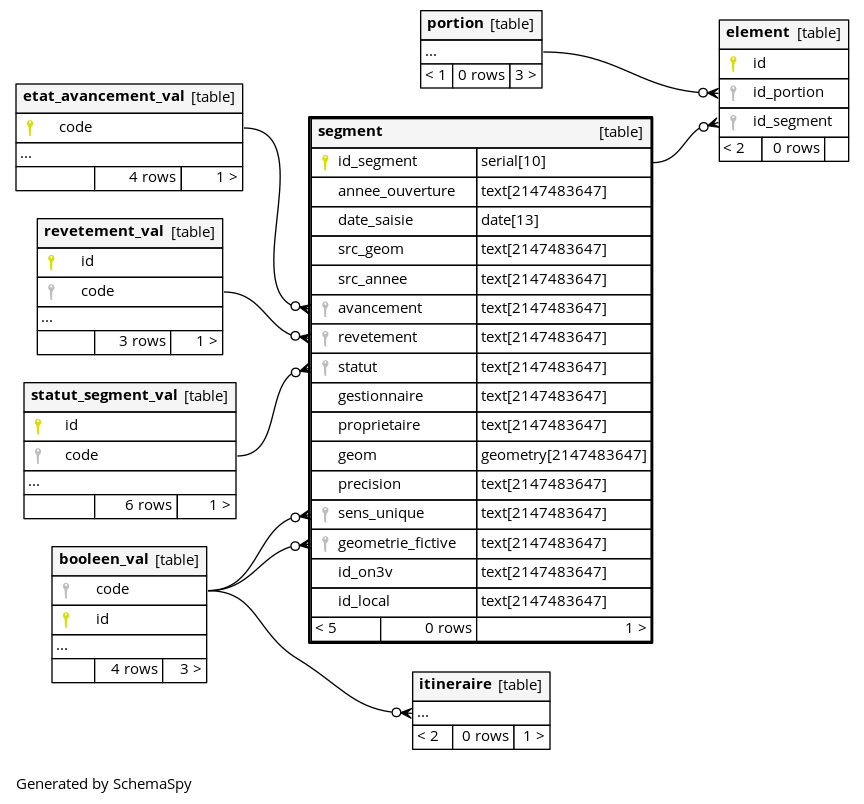 portion [table]
...
< 1 0 rows 3 >
element [table]
id
id_portion
id_segment
< 2 0 rows
etat_avancement_val [table]
code
...
4 rows 1 >
revetement_val [table]
id
code
...
3 rows 1 >
statut_segment_val [table]
id
code
...
6 rows 1 >
booleen_val [table]
code
id
...
4 rows 3 >
segment [table]
id_segment serial[10]
annee_ouverture text[2147483647]
date_saisie date[13]
src_geom text[2147483647]
src_annee text[2147483647]
avancement text[2147483647]
revetement text[2147483647]
statut text[2147483647]
gestionnaire text[2147483647]
proprietaire text[2147483647]
geom geometry[2147483647]
precision text[2147483647]
sens_unique text[2147483647]
geometrie_fictive text[2147483647]
id_on3v text[2147483647]
id_local text[2147483647]
< 5 0 rows 1 >
itineraire [table]
...
< 2 0 rows 1 >
Generated by SchemaSpy